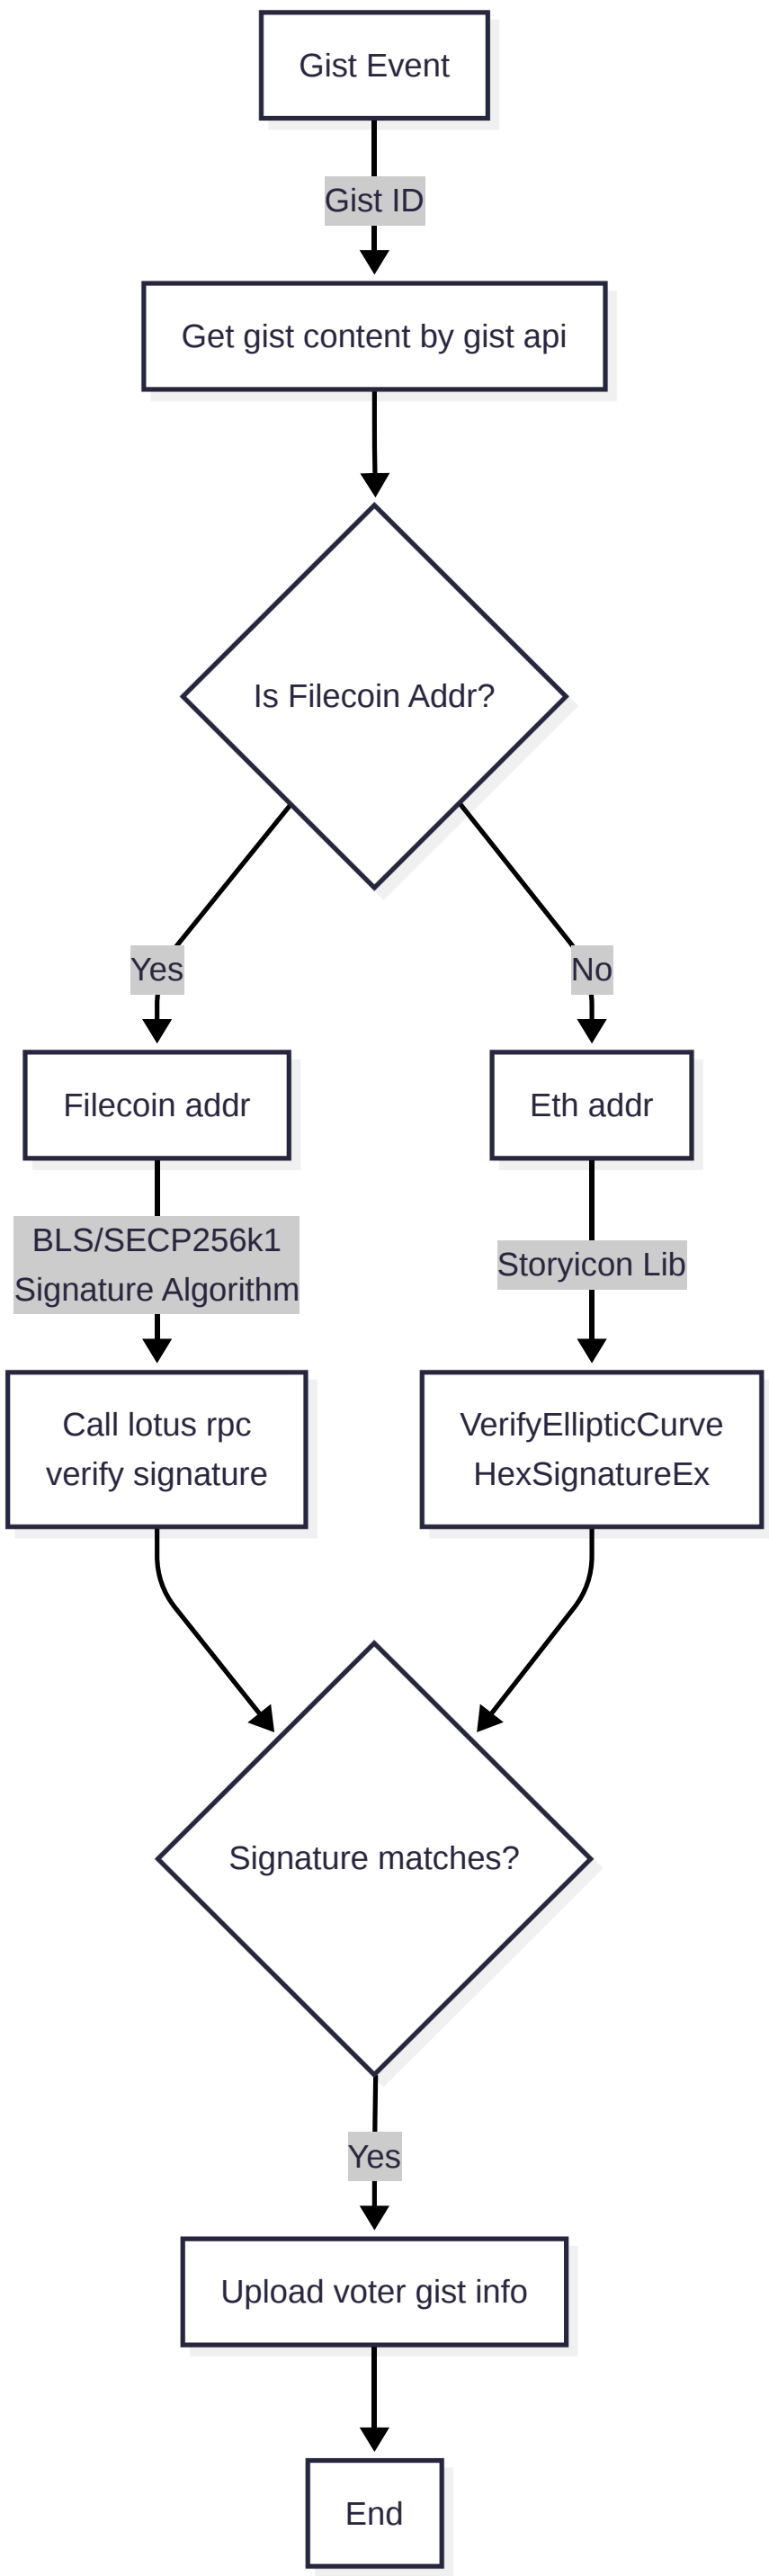 Gist Event
Gist ID
Get gist content by gist api
Is Filecoin Addr?
Yes
No
Filecoin addr
Eth addr
BLS/SECP256k1
Signature Algorithm
Storyicon Lib
Call lotus rpc
verify signature
VerifyEllipticCurve
HexSignatureEx
Signature matches?
Yes
Upload voter gist info
End